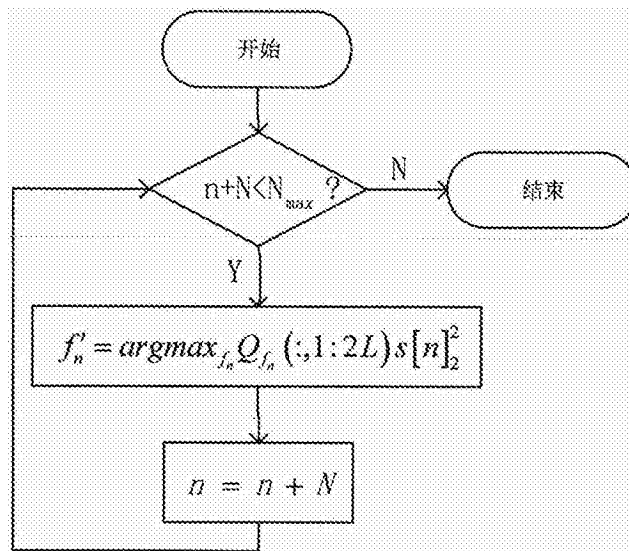 开始
n+N<N_max ?
N
结束
Y
f'_n = argmax_{f_n} Q_{f_n} (:,1:2L) s[n]_2^2
n = n + N